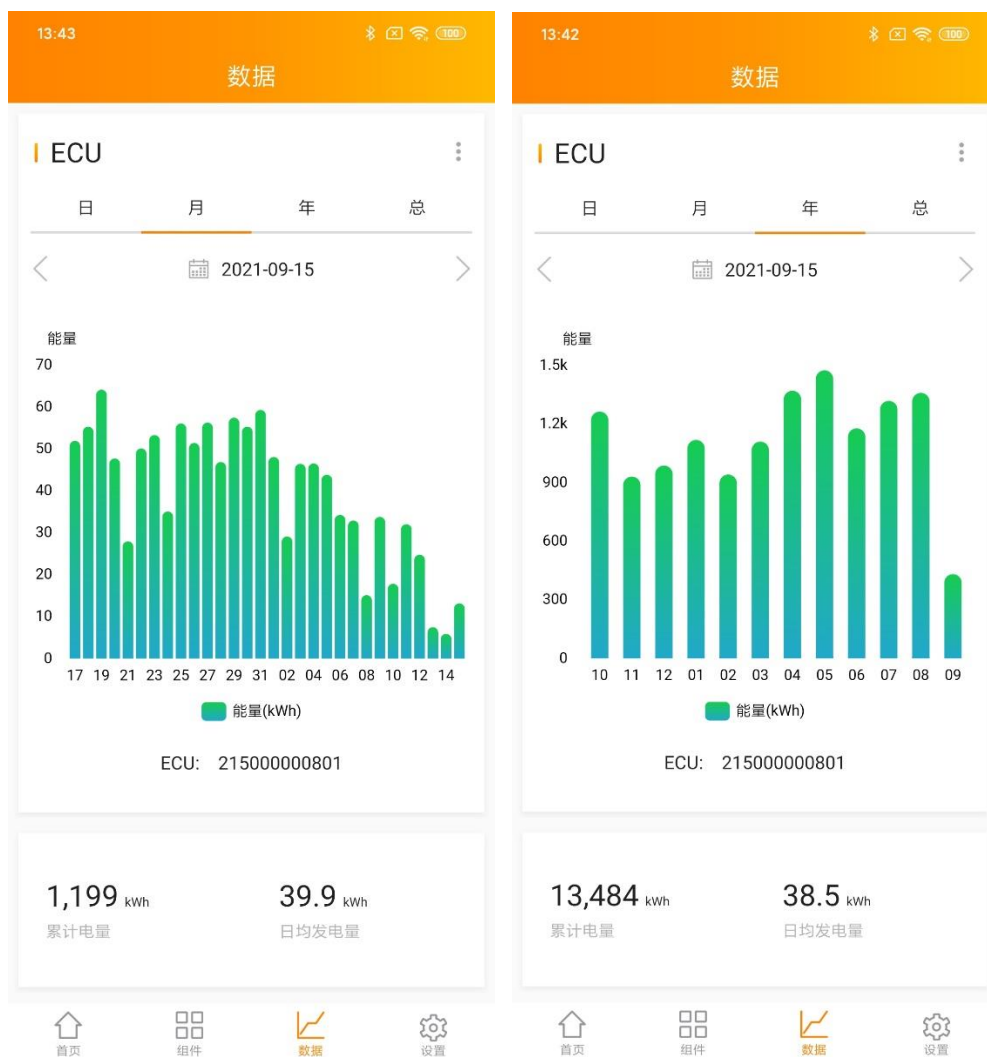 13:43
100
数据
ECU
日 月 年 总
2021-09-15
能量
70
60
50
40
30
20
10
0
17 19 21 23 25 27 29 31 02 04 06 08 10 12 14
能量(kWh)
ECU: 215000000801
1,199 kWh
累计电量
39.9 kWh
日均发电量
首页 组件 数据 设置
13:42
100
数据
ECU
日 月 年 总
2021-09-15
能量
1.5k
1.2k
900
600
300
0
10 11 12 01 02 03 04 05 06 07 08 09
能量(kWh)
ECU: 215000000801
13,484 kWh
累计电量
38.5 kWh
日均发电量
首页 组件 数据 设置